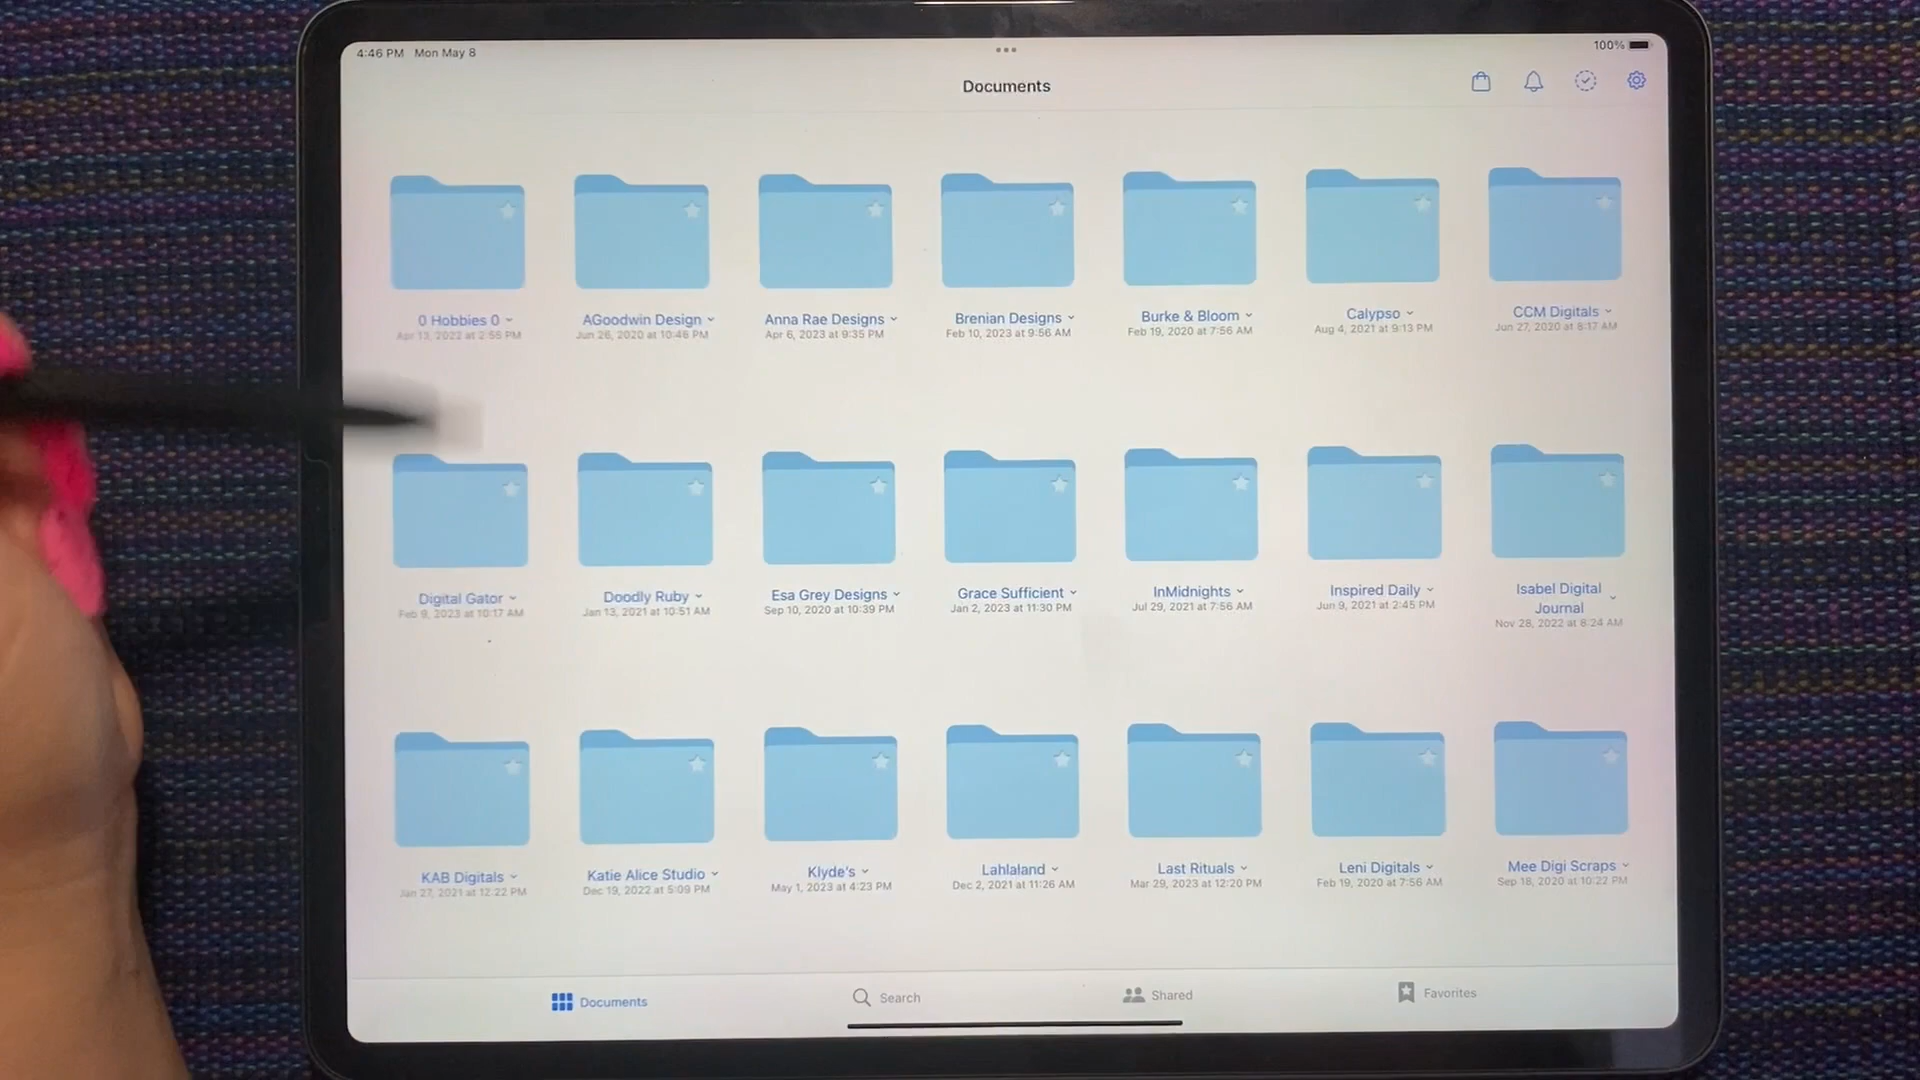 4:46 PM Mon May 8
100%
Documents
0 Hobbies 0
Apr 13, 2022 at 2:55 PM
AGoodwin Design
Jun 26, 2020 at 10:46 PM
Anna Rae Designs
Apr 6, 2023 at 9:35 PM
Brenian Designs
Feb 10, 2023 at 9:56 AM
Burke & Bloom
Feb 19, 2020 at 7:56 AM
Calypso
Aug 4, 2021 at 9:13 PM
CCM Digitals
Jun 27, 2020 at 8:17 AM
Digital Gator
Feb 9, 2023 at 10:17 AM
Doodly Ruby
Jan 13, 2021 at 10:51 AM
Esa Grey Designs
Sep 10, 2020 at 10:39 PM
Grace Sufficient
Jan 2, 2023 at 11:30 PM
InMidnights
Jul 29, 2021 at 7:56 AM
Inspired Daily
Jun 9, 2021 at 2:45 PM
Isabel Digital
Journal
Nov 28, 2022 at 8:24 AM
KAB Digitals
Jan 27, 2021 at 12:22 PM
Katie Alice Studio
Dec 19, 2022 at 5:09 PM
Klyde's
May 1, 2023 at 4:23 PM
Lahlaland
Dec 2, 2021 at 11:26 AM
Last Rituals
Mar 29, 2023 at 12:20 PM
Leni Digitals
Feb 19, 2020 at 7:56 AM
Mee Digi Scraps
Sep 18, 2020 at 10:22 PM
Documents
Search
Shared
Favorites